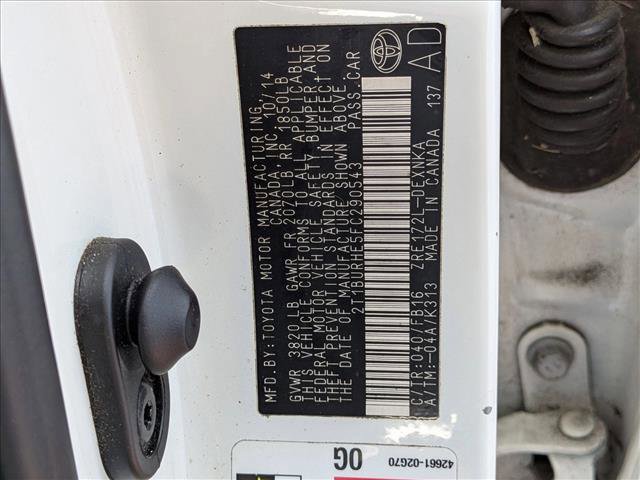 MFD.BY:TOYOTA MOTOR MANUFACTURING,
CANADA, INC. 10/14
GVWR 3820LB GAWR FR 2070LB RR 1850LB
THIS VEHICLE CONFORMS TO ALL APPLICABLE
FEDERAL MOTOR VEHICLE SAFETY BUMPER, AND
THEFT PREVENTION STANDARDS IN EFFECT ON
THE DATE OF MANUFACTURE SHOWN ABOVE.
2T1BURHE5FC290543 PASS.CAR
C/TR:040/FB16 ZRE172L-DEXNKA
A/TM:-04A/K313 MADE IN CANADA 137
AD
OG
42661-02G70